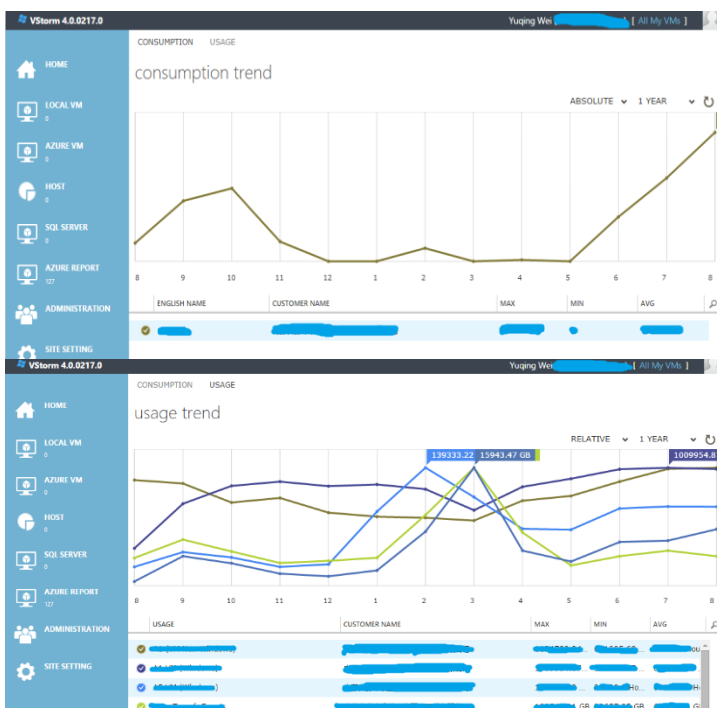 VStorm 4.0.0217.0 Yuqing Wei [ [ All My VMs ]
CONSUMPTION USAGE
HOME
consumption trend
LOCAL VM
0
ABSOLUTE 1 YEAR
AZURE VM
0
HOST
0
SQL SERVER
0
AZURE REPORT
127
8 9 10 11 12 1 2 3 4 5 6 7 8
ADMINISTRATION
ENGLISH NAME CUSTOMER NAME MAX MIN AVG
SITE SETTING
VStorm 4.0.0217.0 Yuqing Wei [ All My VMs ]
CONSUMPTION USAGE
HOME
usage trend
LOCAL VM
0
RELATIVE 1 YEAR
139333.22 15943.47 GB 1009954.8
AZURE VM
0
HOST
0
SQL SERVER
0
AZURE REPORT
127
8 9 10 11 12 1 2 3 4 5 6 7 8
ADMINISTRATION
USAGE CUSTOMER NAME MAX MIN AVG
SITE SETTING
GB GB